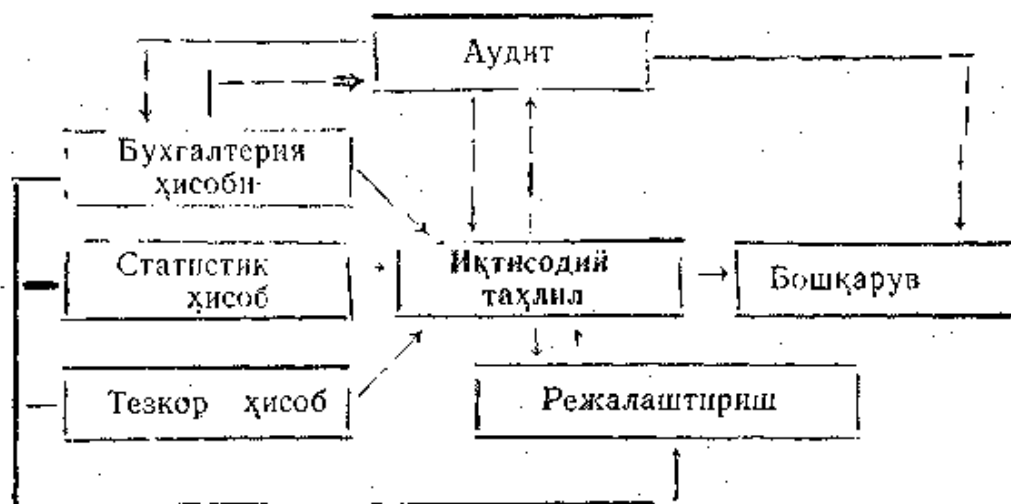 Аудит
Бухгалтерия
ҳисоби
Статистик
ҳисоб
Иқтисодий
таҳлил
Бошқарув
Тезкор ҳисоб
Режалаштириш